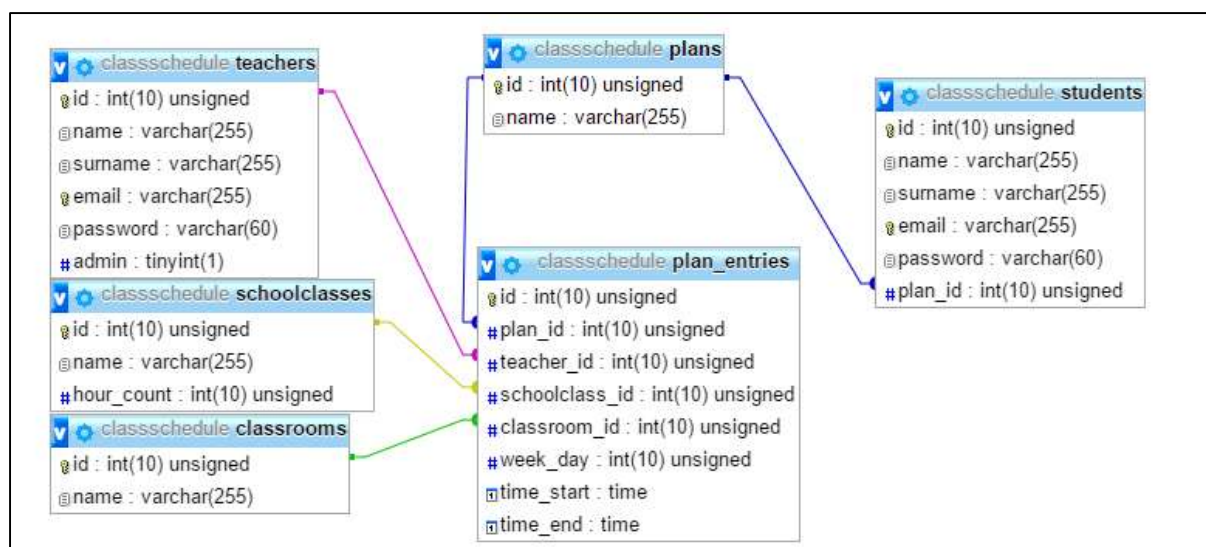 classschedule teachers
id : int(10) unsigned
name : varchar(255)
surname : varchar(255)
email : varchar(255)
password : varchar(60)
admin : tinyint(1)
classschedule schoolclasses
id : int(10) unsigned
name : varchar(255)
hour_count : int(10) unsigned
classschedule classrooms
id : int(10) unsigned
name : varchar(255)
classschedule plans
id : int(10) unsigned
name : varchar(255)
classschedule plan_entries
id : int(10) unsigned
plan_id : int(10) unsigned
teacher_id : int(10) unsigned
schoolclass_id : int(10) unsigned
classroom_id : int(10) unsigned
week_day : int(10) unsigned
time_start : time
time_end : time
classschedule students
id : int(10) unsigned
name : varchar(255)
surname : varchar(255)
email : varchar(255)
password : varchar(60)
plan_id : int(10) unsigned